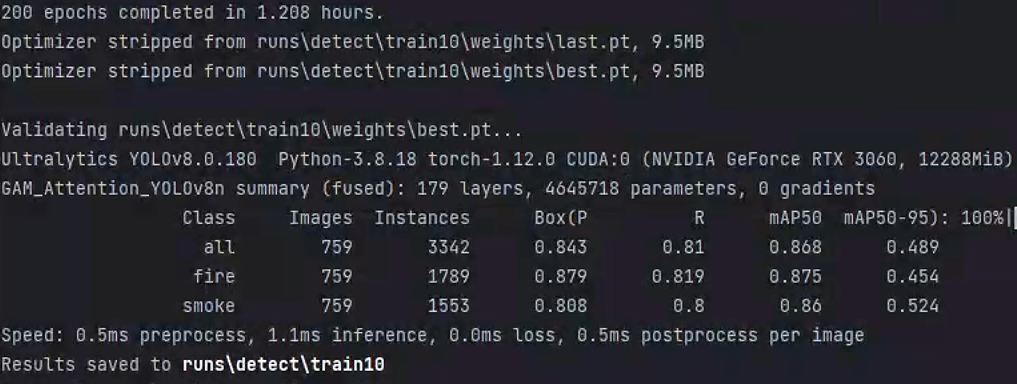 200 epochs completed in 1.208 hours.
Optimizer stripped from runs\detect\train10\weights\last.pt, 9.5MB
Optimizer stripped from runs\detect\train10\weights\best.pt, 9.5MB
Validating runs\detect\train10\weights\best.pt...
Ultralytics YOLOv8.0.180 Python-3.8.18 torch-1.12.0 CUDA:0 (NVIDIA GeForce RTX 3060, 12288MiB)
GAM_Attention_YOLOv8n summary (fused): 179 layers, 4645718 parameters, 0 gradients
Class Images Instances Box(P R mAP50 mAP50-95): 100%|
all 759 3342 0.843 0.81 0.868 0.489
fire 759 1789 0.879 0.819 0.875 0.454
smoke 759 1553 0.808 0.8 0.86 0.524
Speed: 0.5ms preprocess, 1.1ms inference, 0.0ms loss, 0.5ms postprocess per image
Results saved to runs\detect\train10